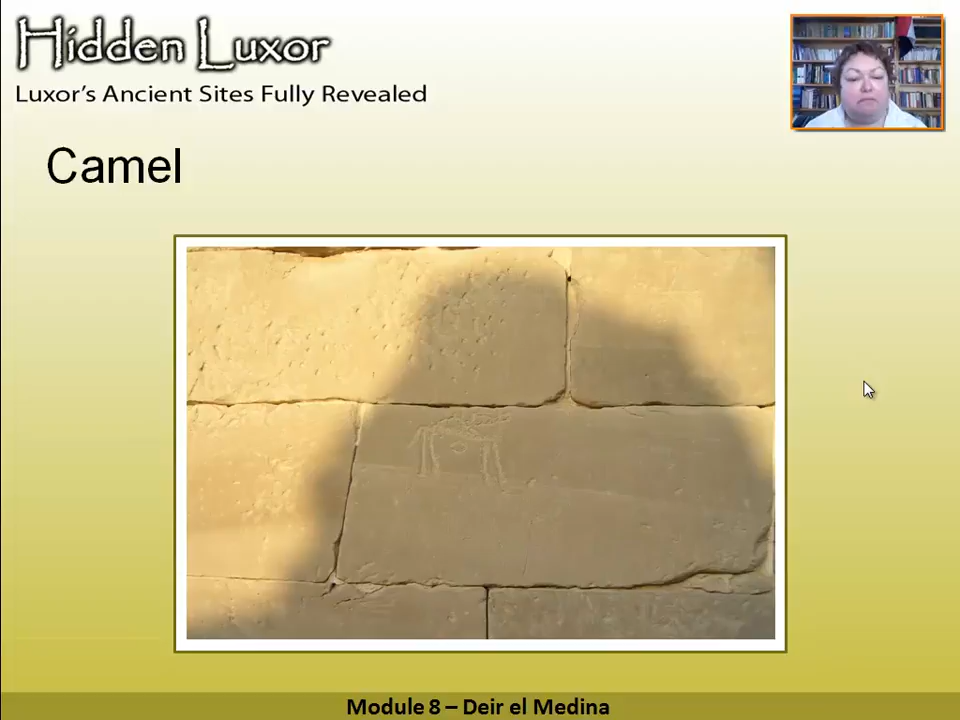 Hidden Luxor
Luxor's Ancient Sites Fully Revealed
Camel
Module 8 – Deir el Medina